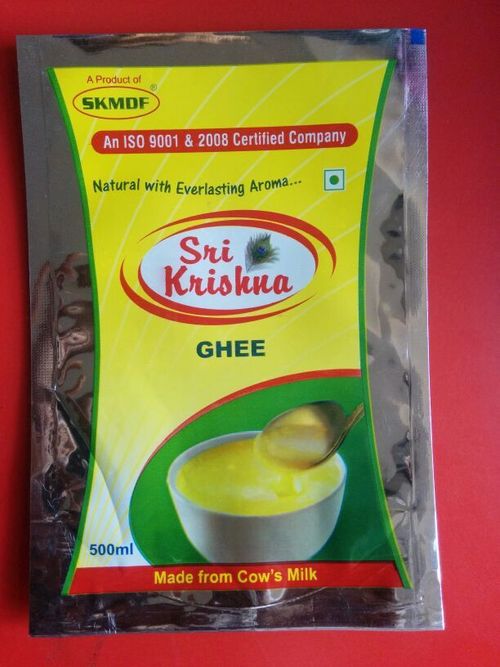 A Product of
SKMDF®
An ISO 9001 & 2008 Certified Company
Natural with Everlasting Aroma...
Sri
Krishna
GHEE
500ml
Made from Cow's Milk